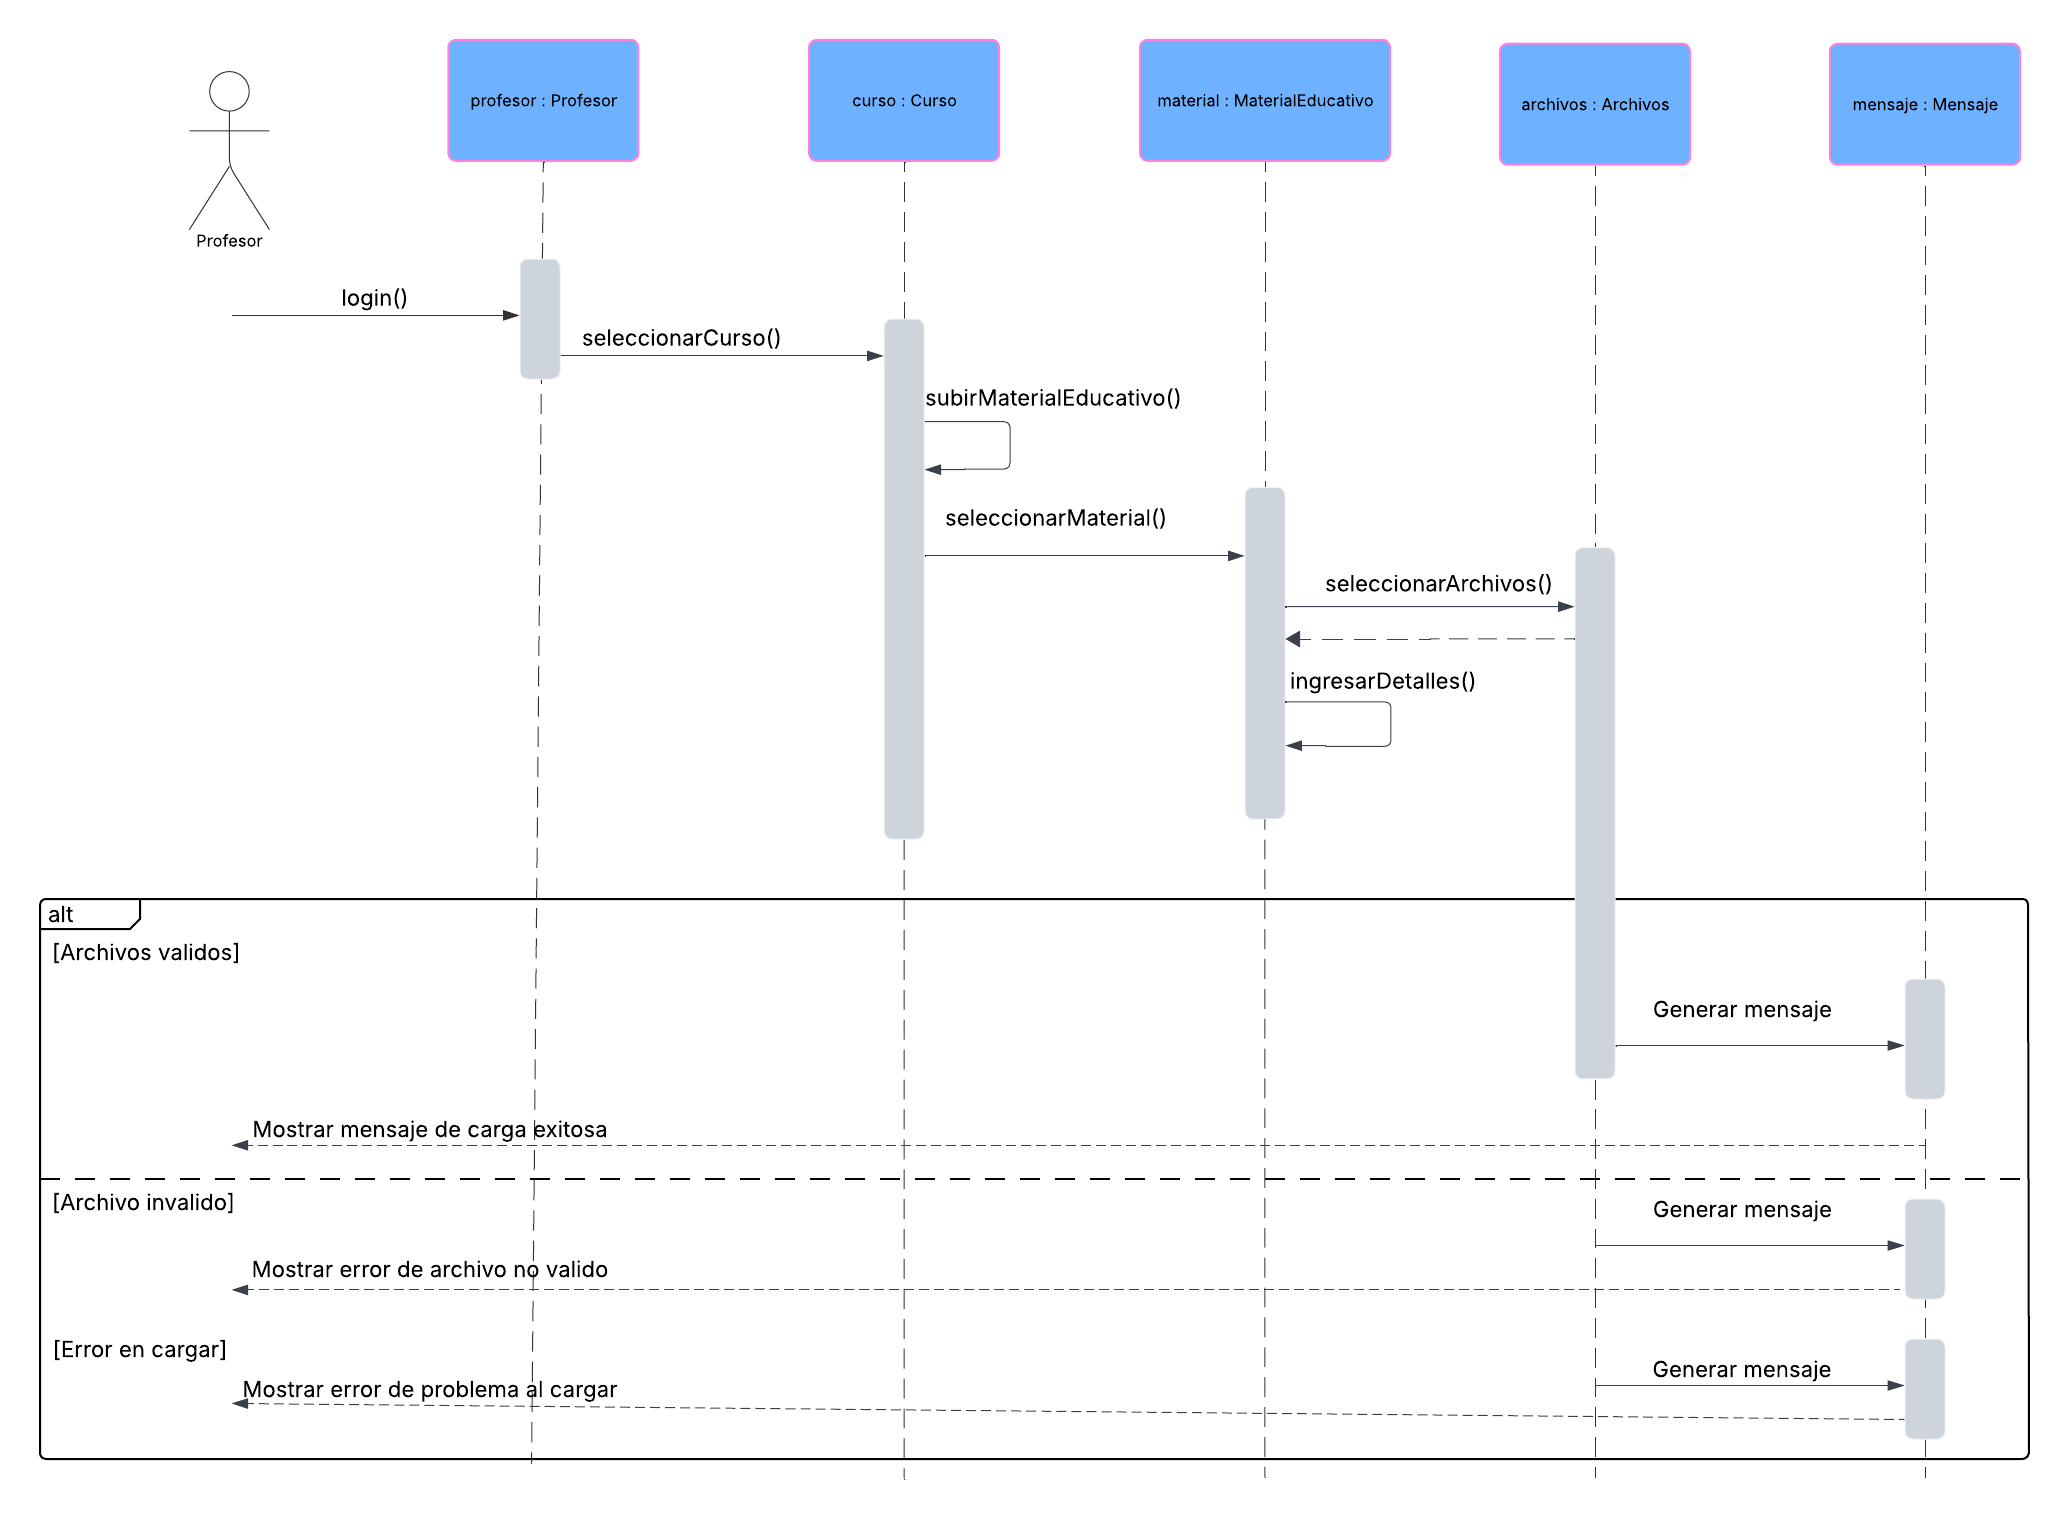 profesor : Profesor
curso : Curso
material : MaterialEducativo
archivos : Archivos
mensaje : Mensaje
Profesor
login()
seleccionarCurso()
subirMaterialEducativo()
seleccionarMaterial()
seleccionarArchivos()
ingresarDetalles()
alt
[Archivos validos]
Generar mensaje
Mostrar mensaje de carga exitosa
[Archivo invalido]
Generar mensaje
Mostrar error de archivo no valido
[Error en cargar]
Generar mensaje
Mostrar error de problema al cargar